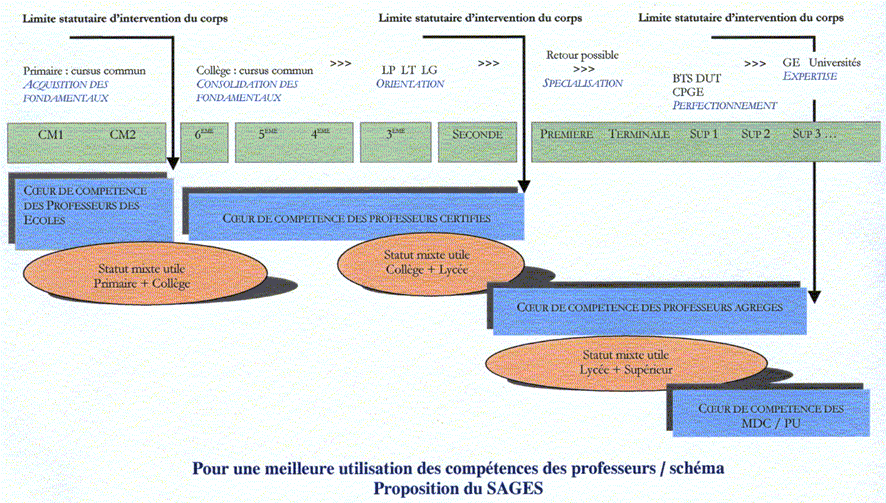 Limite statutaire d'intervention du corps
Limite statutaire d'intervention du corps
Limite statutaire d'intervention du corps
Primaire : cursus commun
ACQUISITION DES
FONDAMENTAUX
Collège : cursus commun
CONSOLIDATION DES
FONDAMENTAUX
>>>
LP LT LG
ORIENTATION
>>>
Retour possible
>>>
SPECIALISATION
BTS DUT
CPGE
PERFECTIONNEMENT
>>>
GE Universités
EXPERTISE
CM1 CM2 6EME 5EME 4EME 3EME SECONDE PREMIERE TERMINALE SUP 1 SUP 2 SUP 3 ...
CŒUR DE COMPETENCE
DES PROFESSEURS DES
ECOLES
CŒUR DE COMPETENCE DES PROFESSEURS CERTIFIES
Statut mixte utile
Primaire + Collège
Statut mixte utile
Collège + Lycée
CŒUR DE COMPETENCE DES PROFESSEURS AGREGES
Statut mixte utile
Lycée + Supérieur
CŒUR DE COMPETENCE DES
MDC / PU
Pour une meilleure utilisation des compétences des professeurs / schéma
Proposition du SAGES